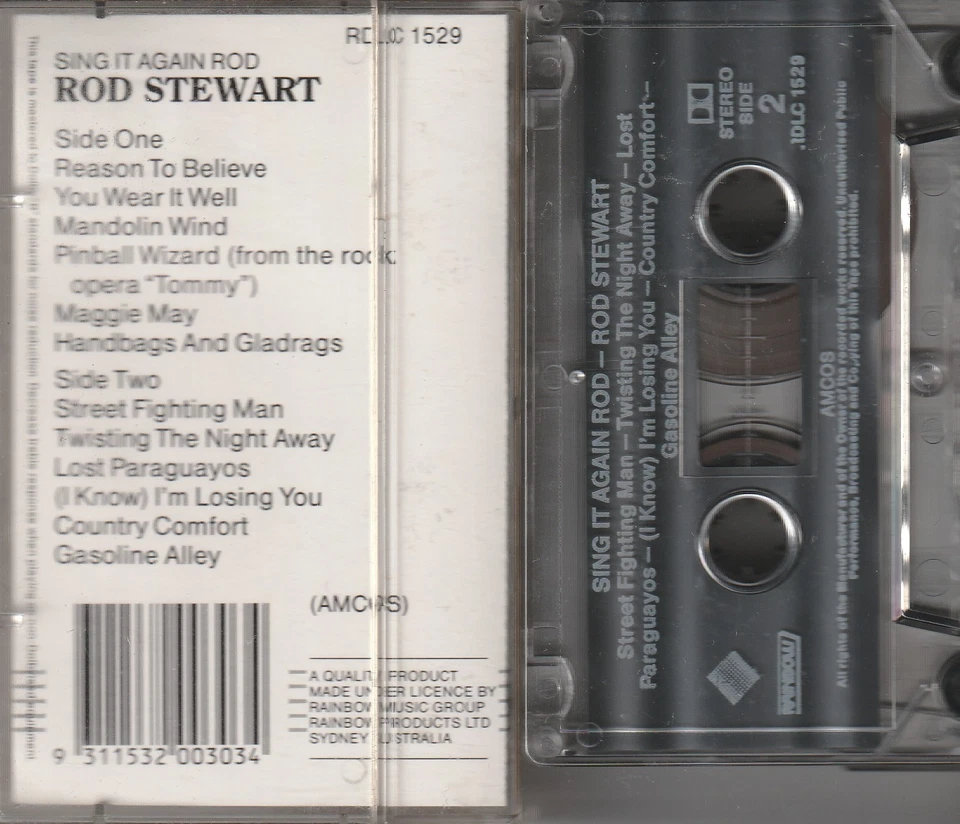 RDLC 1529
SING IT AGAIN ROD
ROD STEWART
Side One
Reason To Believe
You Wear It Well
Mandolin Wind
Pinball Wizard (from the rock
opera “Tommy”)
Maggie May
Handbags And Gladrags
Side Two
Street Fighting Man
Twisting The Night Away
Lost Paraguayos
(I Know) I'm Losing You
Country Comfort
Gasoline Alley
(AMCOS)
A QUALITY PRODUCT
MADE UNDER LICENCE BY
RAINBOW MUSIC GROUP
RAINBOW PRODUCTS LTD
SYDNEY AUSTRALIA
9 311532 003034
SING IT AGAIN ROD – ROD STEWART
Street Fighting Man – Twisting The Night Away – Lost
Paraguayos – (I Know) I'm Losing You – Country Comfort –
Gasoline Alley
STEREO
SIDE
2
RDLC 1529
RAINBOW
AMCOS
All rights of the Manufacturer and of the Owner of the recorded works reserved. Unauthorised Public
Performance, Broadcasting and Copying of this Tape prohibited.